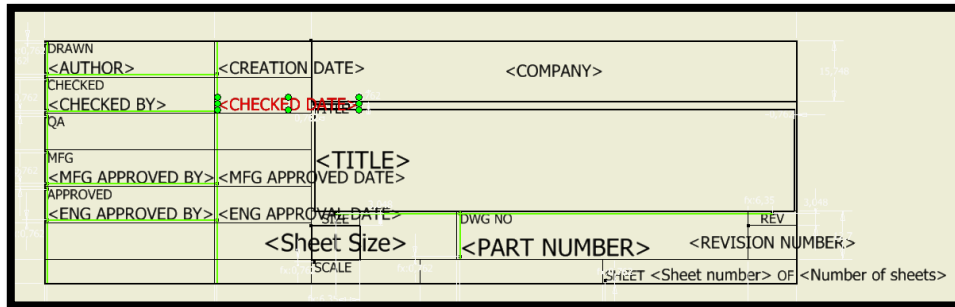 DRAWN
<AUTHOR> <CREATION DATE>
<COMPANY>
CHECKED
<CHECKED BY> <CHECKED DATE>
TITLE
QA
<TITLE>
MFG
<MFG APPROVED BY> <MFG APPROVED DATE>
APPROVED
<ENG APPROVED BY> <ENG APPROVAL DATE>
SIZE DWG NO REV
<Sheet Size> <PART NUMBER> <REVISION NUMBER>
SCALE
SHEET <Sheet number> OF <Number of sheets>